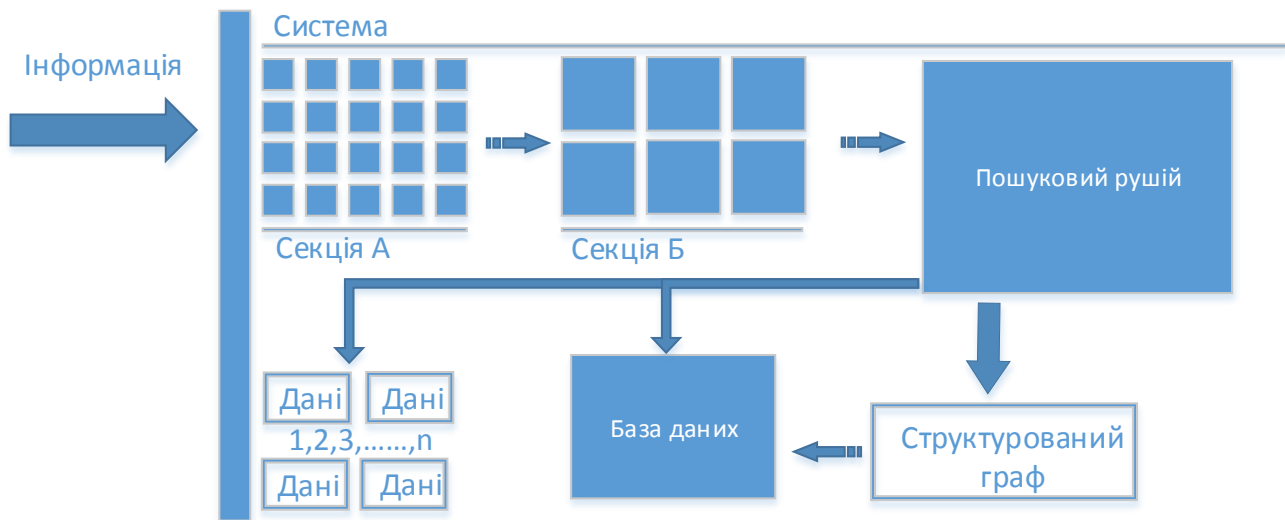 Система
Інформація
Пошуковий рушій
Секція А
Секція Б
Дані
Дані
1,2,3,......,n
Дані
Дані
База даних
Структурований
граф